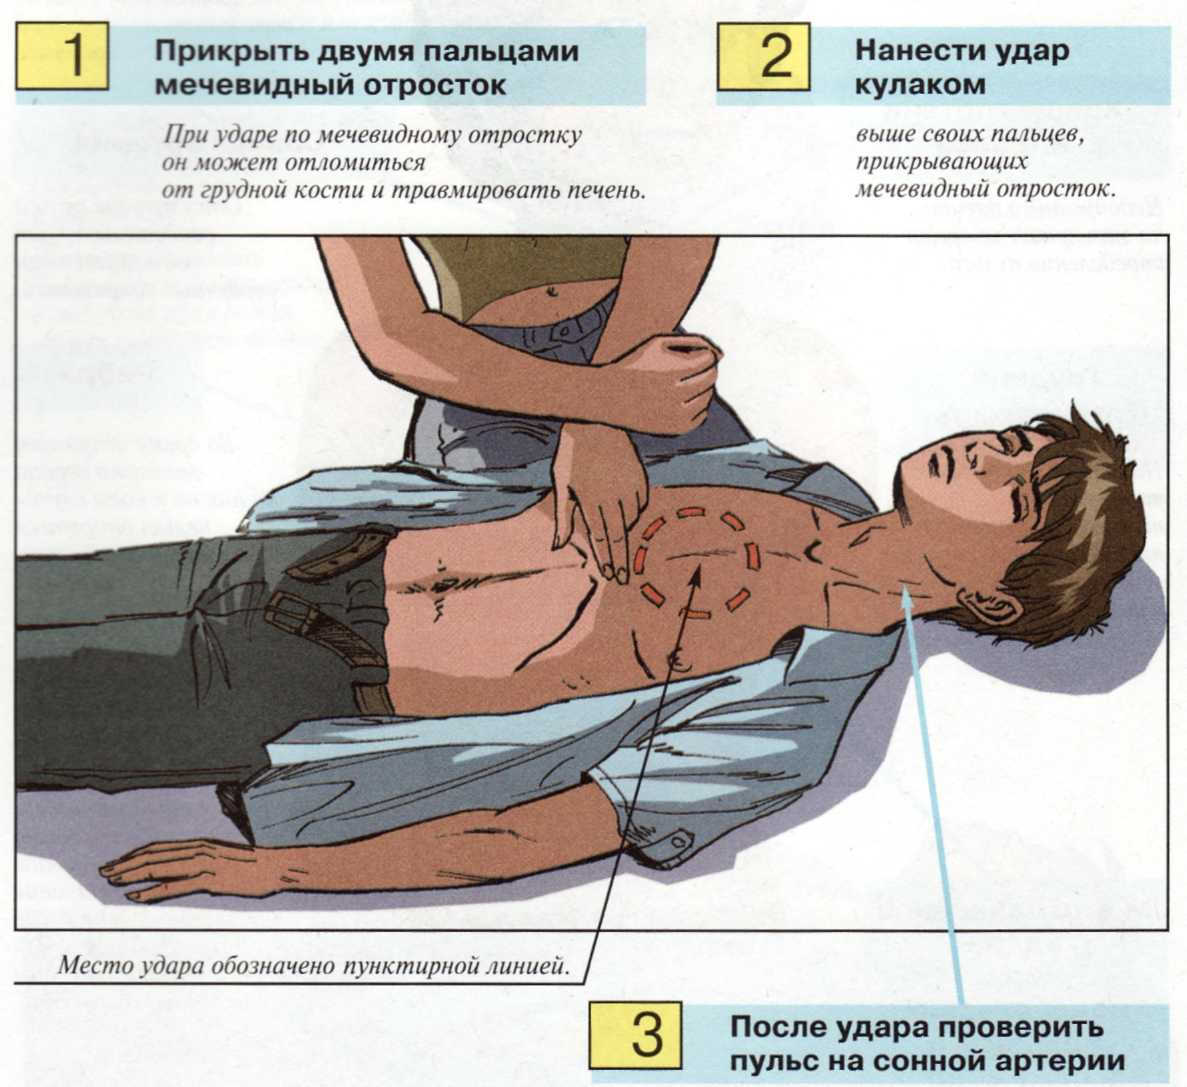 1
Прикрыть двумя пальцами
мечевидный отросток
При ударе по мечевидному отростку
он может отломиться
от грудной кости и травмировать печень.
2
Нанести удар
кулаком
выше своих пальцев,
прикрывающих
мечевидный отросток.
Место удара обозначено пунктирной линией.
3
После удара проверить
пульс на сонной артерии